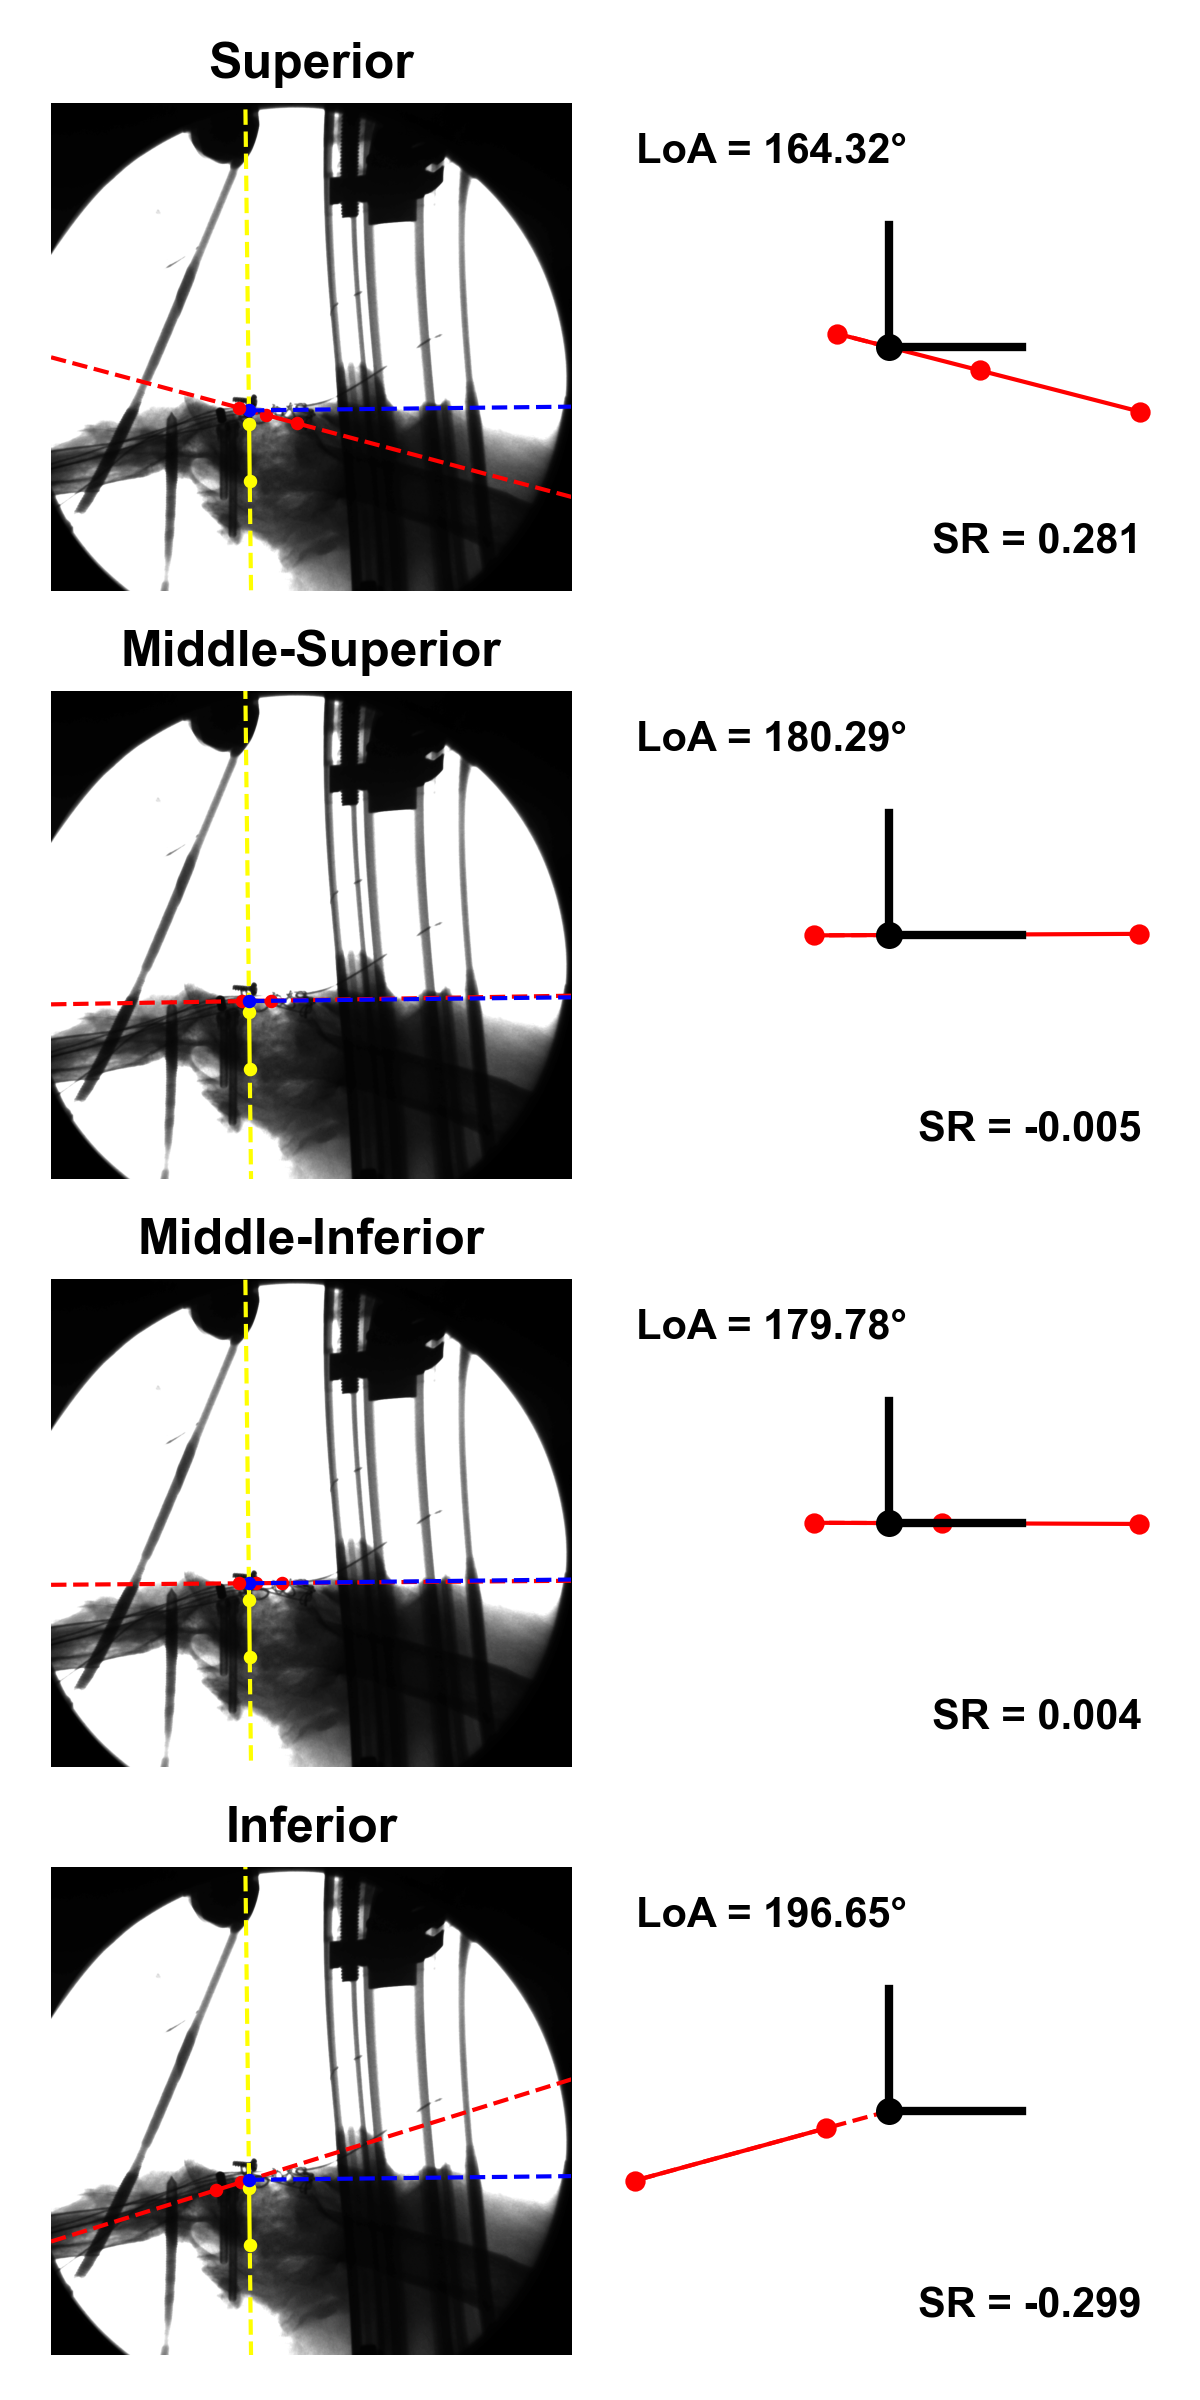 Superior
LoA = 164.32°
SR = 0.281
Middle-Superior
LoA = 180.29°
SR = -0.005
Middle-Inferior
LoA = 179.78°
SR = 0.004
Inferior
LoA = 196.65°
SR = -0.299